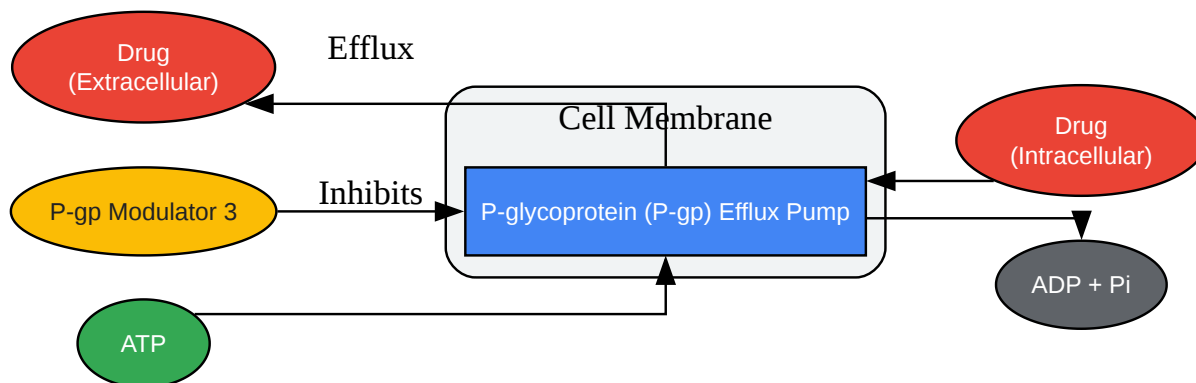 Efflux
Drug
(Extracellular)
Cell Membrane
Drug
(Intracellular)
Inhibits
P-gp Modulator 3
P-glycoprotein (P-gp) Efflux Pump
ADP + Pi
ATP